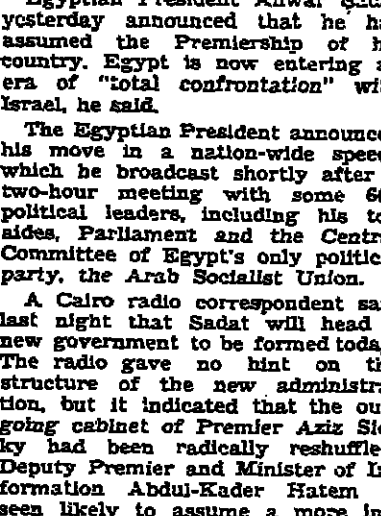 Egyptian President Anwar
yesterday announced that he
assumed the Premiership of
country. Egypt is now entering
era of "total confrontation"
Israel, he said.
The Egyptian President announce
his move in a nation-wide speec
which he broadcast shortly after
two-hour meeting with some
political leaders, including his
aides, Parliament and the Centr
Committee of Egypt's only politic
party, the Arab Socialist Union.
A Cairo radio correspondent sa
last night that Sadat will head
new government to be formed toda
The radio gave no hint on
structure of the new administr
tion, but it indicated that the ou
going cabinet of Premier Aziz Si
ky had been radically reshuffle
Deputy Premier and Minister of
formation Abdul-Kader Hatem
seen likely to assume a more